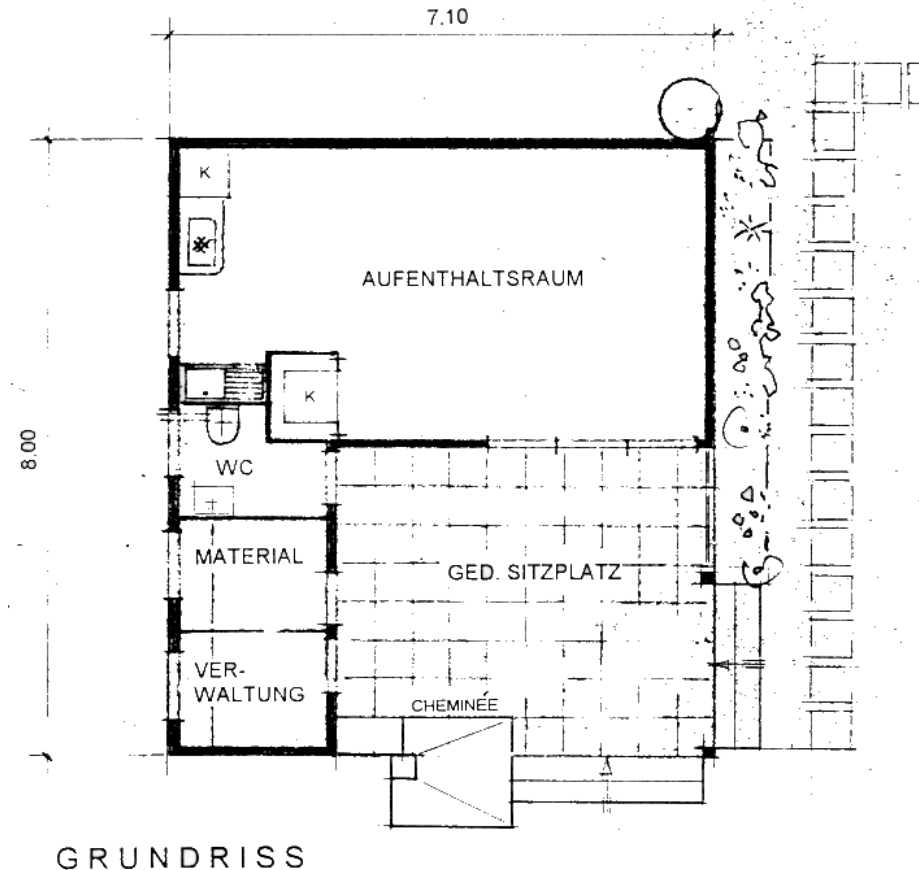 7.10
K
AUFENTHALTSRAUM
K
8.00
WC
MATERIAL
GED. SITZPLATZ
VER-
WALTUNG
CHEMINÉE
GRUNDRISS